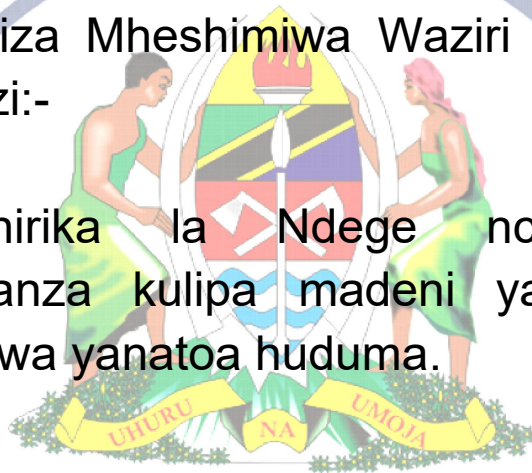 iza Mheshimiwa Waziri
zi:-
hirika la Ndege no
anza kulipa madeni ya
wa yanatoa huduma.
UHURU NA UMOJA